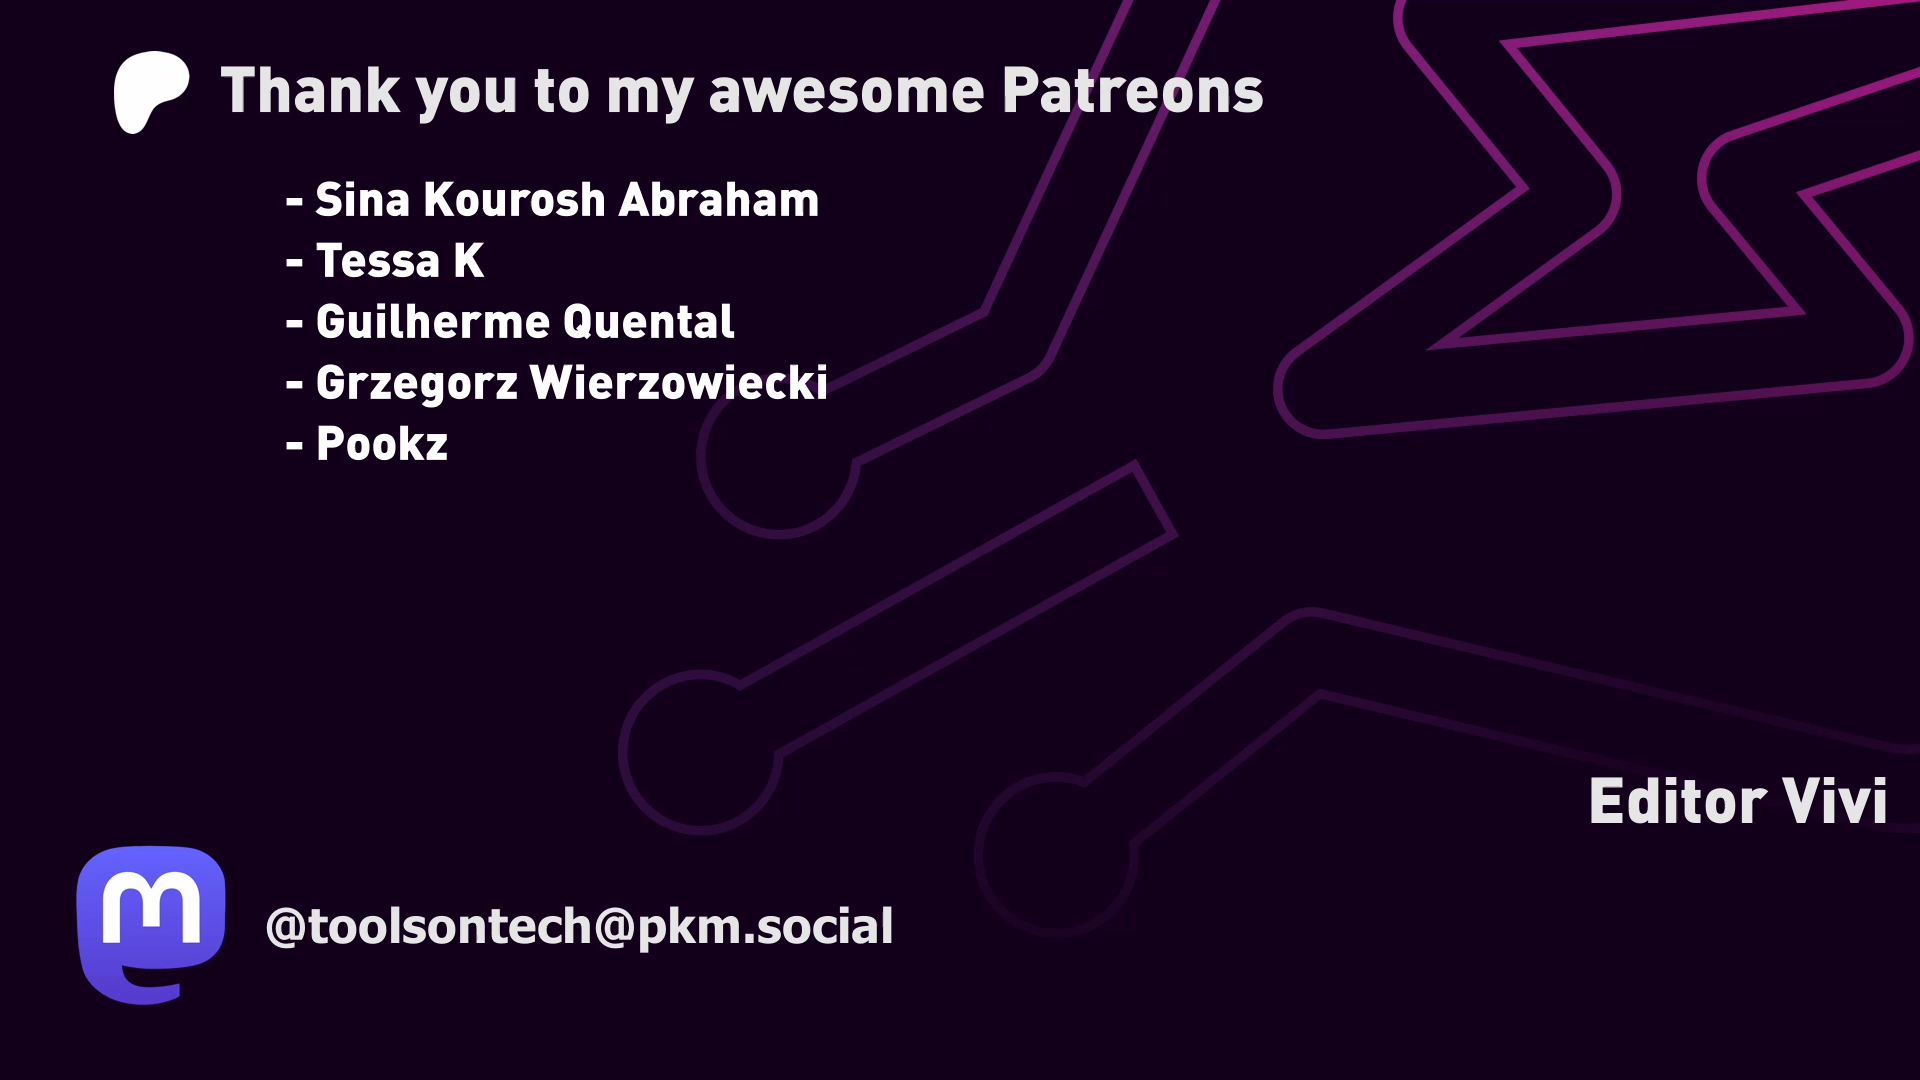 Thank you to my awesome Patreons
- Sina Kourosh Abraham
- Tessa K
- Guilherme Quental
- Grzegorz Wierzowiecki
- Pookz
Editor Vivi
@toolsontech@pkm.social